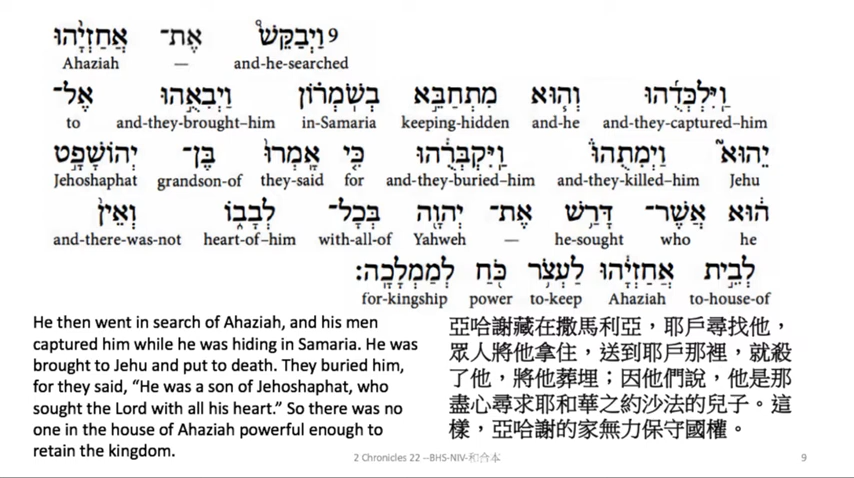 9 וַיְבַקֵּשׁ֩ אֶת־ אֲחַזְיָ֨הוּ
and-he-searched — Ahaziah
וַֽיִּלְכְּדֻ֜הוּ וְה֧וּא מִתְחַבֵּ֣א בְשֹֽׁמְר֗וֹן וַיְבִאֻ֣הוּ אֶל־
and-they-captured–him and-he keeping-hidden in-Samaria and-they-brought–him to
יֵהוּא֮ וַיְמִתֻהוּ֒ וַֽיִּקְבְּרֻ֔הוּ כִּ֤י אָֽמְרוּ֙ בֶּן־ יְהוֹשָׁפָ֣ט
Jehu and-they-killed–him and-they-buried–him for they-said grandson-of Jehoshaphat
ה֔וּא אֲשֶׁר־ דָּרַ֥שׁ אֶת־ יְהוָ֖ה בְּכָל־ לְבָב֑וֹ וְאֵין֙
he who he-sought — Yahweh with-all-of heart-of–him and-there-was-not
לְבֵ֣ית אֲחַזְיָ֔הוּ לַעְצֹ֥ר כֹּ֖חַ לְמַמְלָכָֽה׃
to-house-of Ahaziah to-keep power for-kingship
He then went in search of Ahaziah, and his men
captured him while he was hiding in Samaria. He was
brought to Jehu and put to death. They buried him,
for they said, “He was a son of Jehoshaphat, who
sought the Lord with all his heart.” So there was no
one in the house of Ahaziah powerful enough to
retain the kingdom.
亞哈謝藏在撒馬利亞，耶戶尋找他，
眾人將他拿住，送到耶戶那裡，就殺
了他，將他葬埋；因他們說，他是那
盡心尋求耶和華之約沙法的兒子。這
樣，亞哈謝的家無力保守國權。
2 Chronicles 22 --BHS-NIV-和合本
9